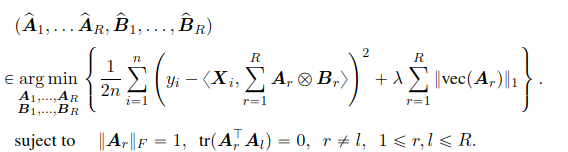 (Â₁, … Â_R, B̂₁, …, B̂_R)
∈ arg min_{A₁,…,A_R B₁,…,B_R} { 1/2n ∑_{i=1}^{n} ( y_i − ⟨X_i, ∑_{r=1}^{R} A_r ⊗ B_r⟩ )² + λ ∑_{r=1}^{R} ‖vec(A_r)‖₁ } .
suject to ‖A_r‖_F = 1, tr(A_r^⊤ A_l) = 0, r ≠ l, 1 ⩽ r, l ⩽ R.